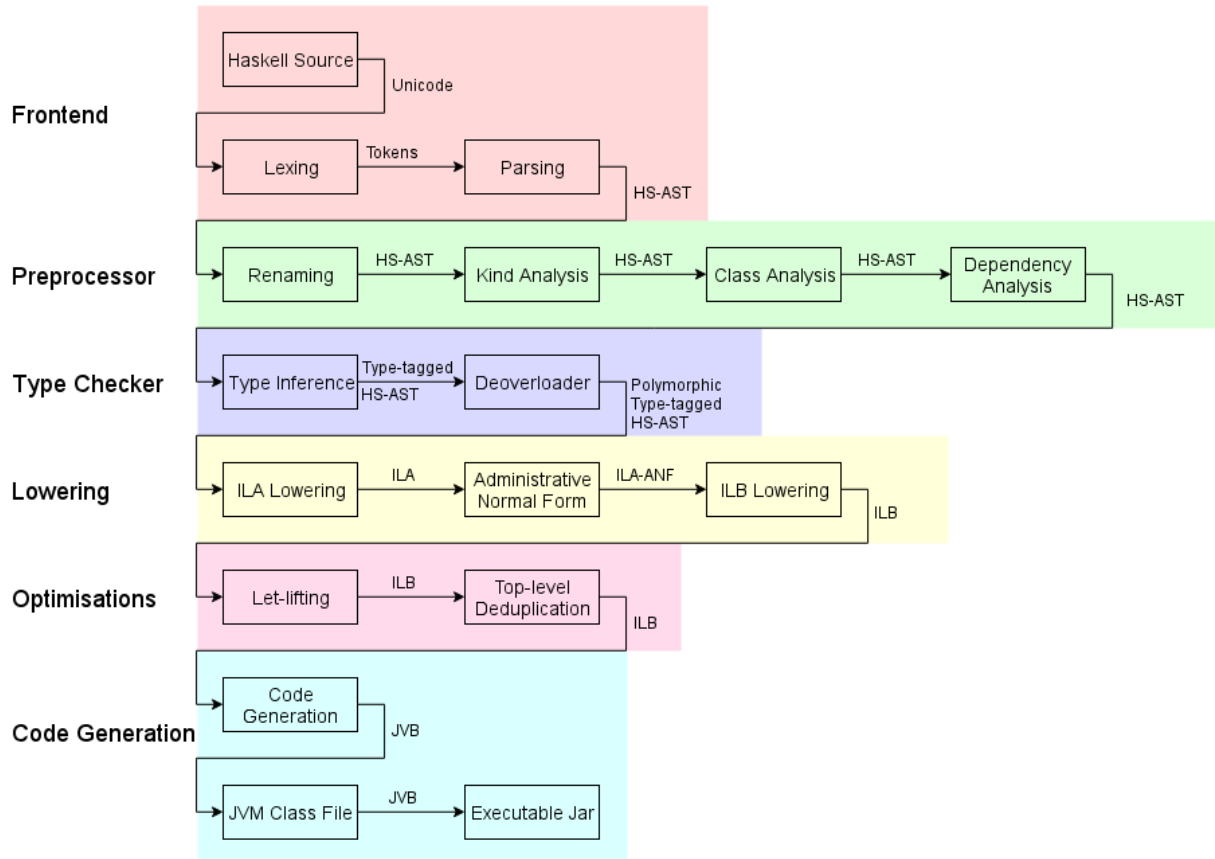 Haskell Source
Unicode
Frontend
Lexing
Tokens
Parsing
HS-AST
Preprocessor
Renaming
HS-AST
Kind Analysis
HS-AST
Class Analysis
HS-AST
Dependency
Analysis
HS-AST
Type Checker
Type Inference
Type-tagged
HS-AST
Deoverloader
Polymorphic
Type-tagged
HS-AST
Lowering
ILA Lowering
ILA
Administrative
Normal Form
ILA-ANF
ILB Lowering
ILB
Optimisations
Let-lifting
ILB
Top-level
Deduplication
ILB
Code Generation
Code
Generation
JVB
JVM Class File
JVB
Executable Jar